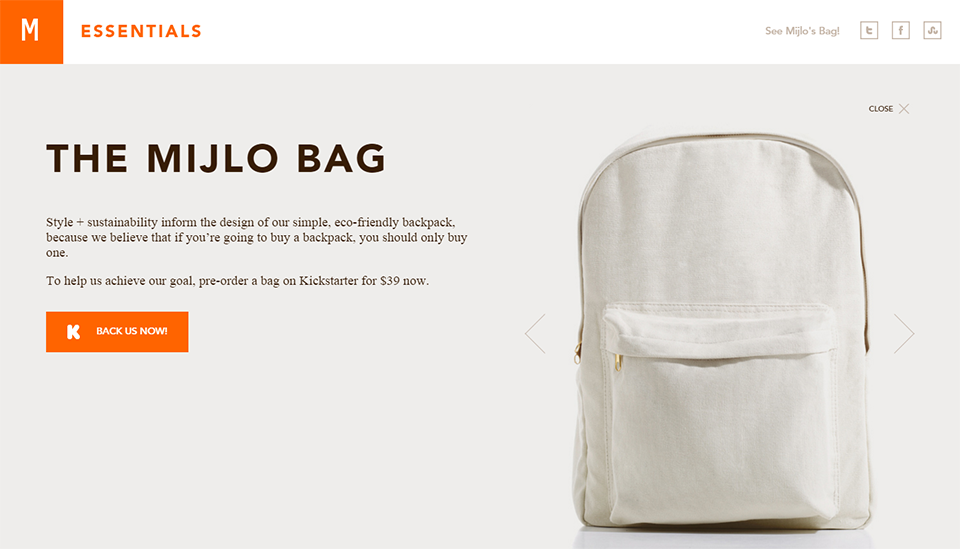 M
ESSENTIALS
See Mijlo's Bag!
CLOSE
THE MIJLO BAG
Style + sustainability inform the design of our simple, eco-friendly backpack,
because we believe that if you’re going to buy a backpack, you should only buy
one.
To help us achieve our goal, pre-order a bag on Kickstarter for $39 now.
K BACK US NOW!